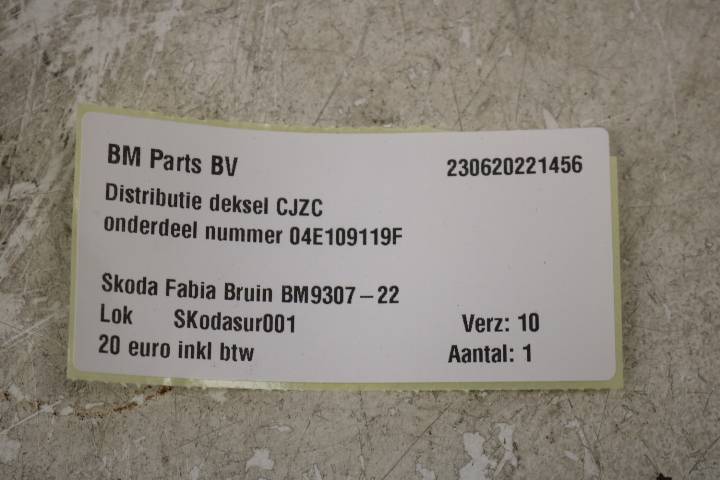 BM Parts BV 230620221456
Distributie deksel CJZC
onderdeel nummer 04E109119F
Skoda Fabia Bruin BM9307-22
Lok SKodasur001 Verz: 10
20 euro inkl btw Aantal: 1